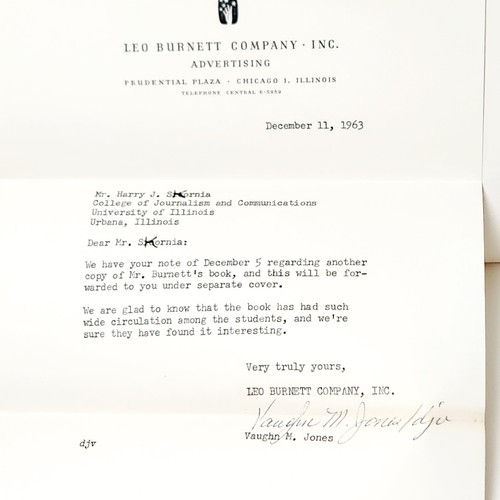 LEO BURNETT COMPANY · INC.
ADVERTISING
PRUDENTIAL PLAZA · CHICAGO 1, ILLINOIS
TELEPHONE CENTRAL 6-5959
December 11, 1963
Mr. Harry J. Skornia
College of Journalism and Communications
University of Illinois
Urbana, Illinois
Dear Mr. Skornia:
We have your note of December 5 regarding another
copy of Mr. Burnett's book, and this will be for-
warded to you under separate cover.
We are glad to know that the book has had such
wide circulation among the students, and we're
sure they have found it interesting.
Very truly yours,
LEO BURNETT COMPANY, INC.
Vaughn M. Jones/djv
Vaughn M. Jones
djv